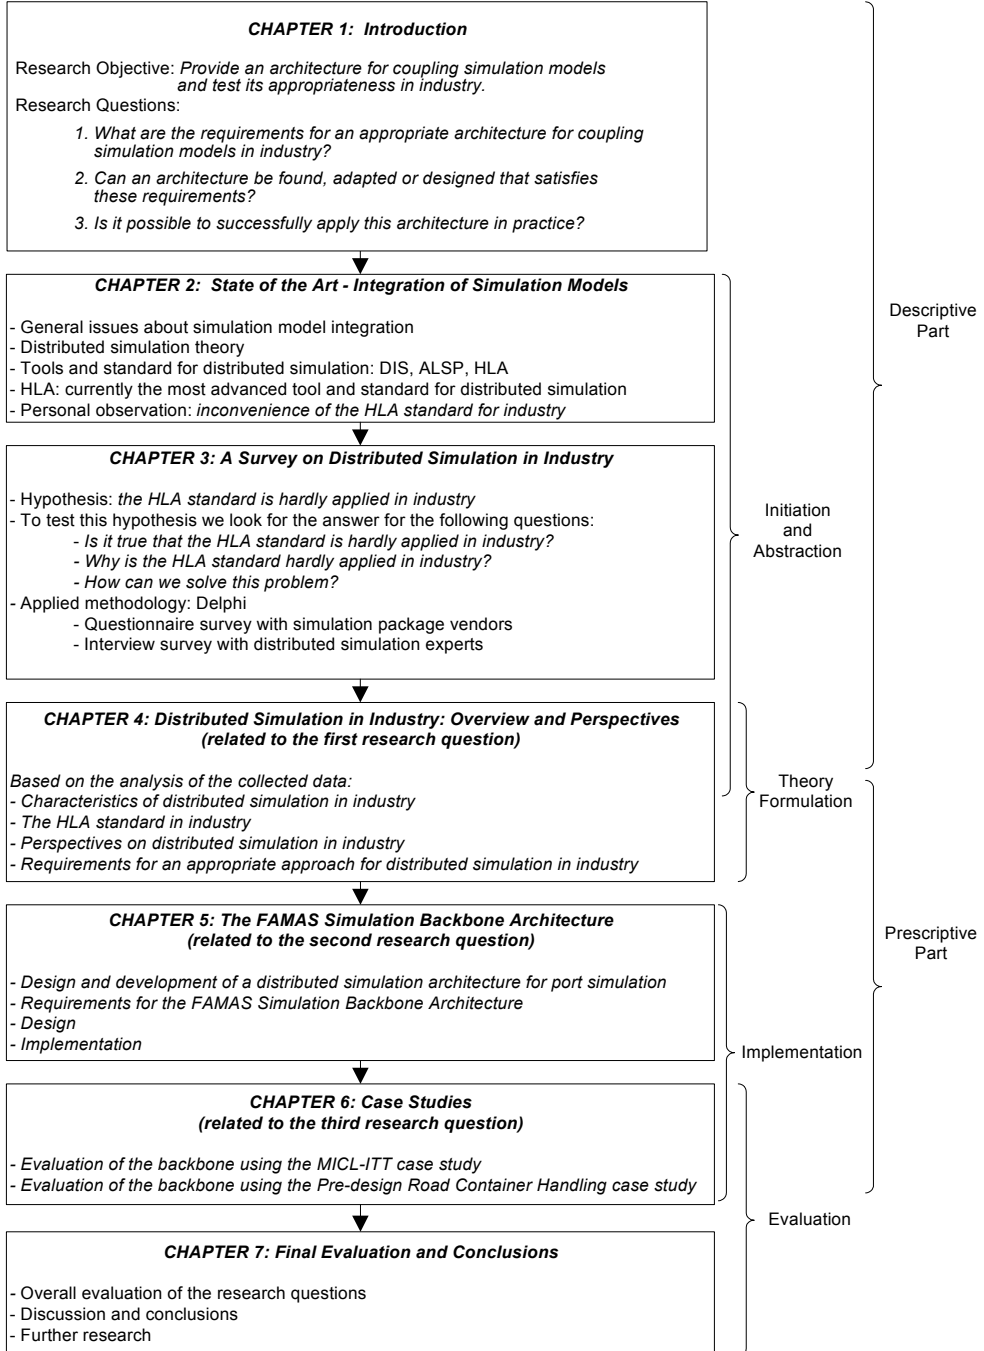 CHAPTER 1: Introduction
Research Objective: Provide an architecture for coupling simulation models
and test its appropriateness in industry.
Research Questions:
1. What are the requirements for an appropriate architecture for coupling
simulation models in industry?
2. Can an architecture be found, adapted or designed that satisfies
these requirements?
3. Is it possible to successfully apply this architecture in practice?
CHAPTER 2: State of the Art - Integration of Simulation Models
- General issues about simulation model integration
- Distributed simulation theory
- Tools and standard for distributed simulation: DIS, ALSP, HLA
- HLA: currently the most advanced tool and standard for distributed simulation
- Personal observation: inconvenience of the HLA standard for industry
CHAPTER 3: A Survey on Distributed Simulation in Industry
- Hypothesis: the HLA standard is hardly applied in industry
- To test this hypothesis we look for the answer for the following questions:
- Is it true that the HLA standard is hardly applied in industry?
- Why is the HLA standard hardly applied in industry?
- How can we solve this problem?
- Applied methodology: Delphi
- Questionnaire survey with simulation package vendors
- Interview survey with distributed simulation experts
CHAPTER 4: Distributed Simulation in Industry: Overview and Perspectives
(related to the first research question)
Based on the analysis of the collected data:
- Characteristics of distributed simulation in industry
- The HLA standard in industry
- Perspectives on distributed simulation in industry
- Requirements for an appropriate approach for distributed simulation in industry
CHAPTER 5: The FAMAS Simulation Backbone Architecture
(related to the second research question)
- Design and development of a distributed simulation architecture for port simulation
- Requirements for the FAMAS Simulation Backbone Architecture
- Design
- Implementation
CHAPTER 6: Case Studies
(related to the third research question)
- Evaluation of the backbone using the MICL-ITT case study
- Evaluation of the backbone using the Pre-design Road Container Handling case study
CHAPTER 7: Final Evaluation and Conclusions
- Overall evaluation of the research questions
- Discussion and conclusions
- Further research
Initiation
and
Abstraction
Theory
Formulation
Implementation
Evaluation
Descriptive
Part
Prescriptive
Part